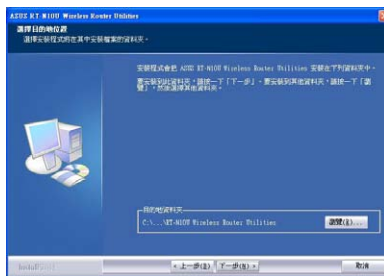 ASUS RT-N10U Wireless Router Utilities
選擇目的地位置
選擇安裝程式將在其中安裝檔案的資料夾。
安裝程式會把 ASUS RT-N10U Wireless Router Utilities 安裝在下列資料夾中。
要安裝到此資料夾，請按一下「下一步」。要安裝到其他資料夾，請按一下「瀏
覽」，然後選擇其他資料夾。
目的地資料夾
C:\...\RT-N10U Wireless Router Utilities
瀏覽(R)...
InstallShield
< 上一步(B)
下一步(N) >
取消